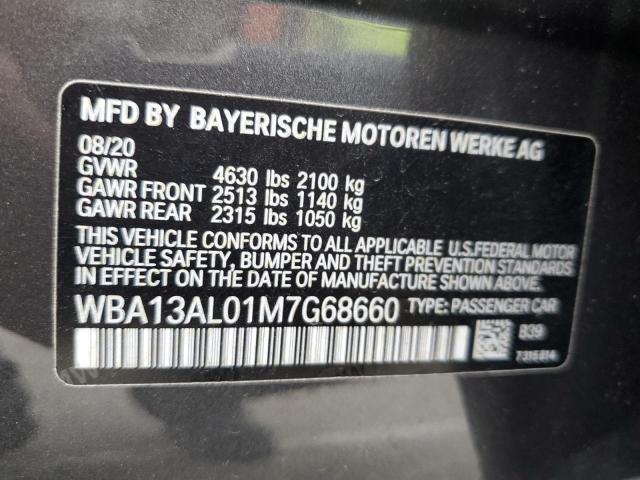 MFD BY BAYERISCHE MOTOREN WERKE AG
08/20
GVWR 4630 lbs 2100 kg
GAWR FRONT 2513 lbs 1140 kg
GAWR REAR 2315 lbs 1050 kg
THIS VEHICLE CONFORMS TO ALL APPLICABLE U.S.FEDERAL MOTOR
VEHICLE SAFETY, BUMPER AND THEFT PREVENTION STANDARDS
IN EFFECT ON THE DATE OF MANUFACTURE SHOWN ABOVE.
WBA13AL01M7G68660 TYPE: PASSENGER CAR
B39
7315814